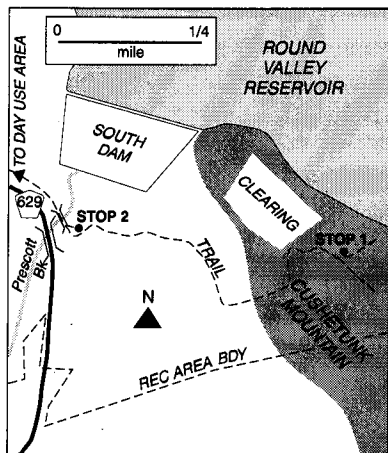 0 1/4
mile
TO DAY USE AREA
ROUND
VALLEY
RESERVOIR
SOUTH
DAM
CLEARING
629
STOP 2
STOP 1
Prescott
Bk
TRAIL
N
CUSHETUNK
MOUNTAIN
REC AREA BDY